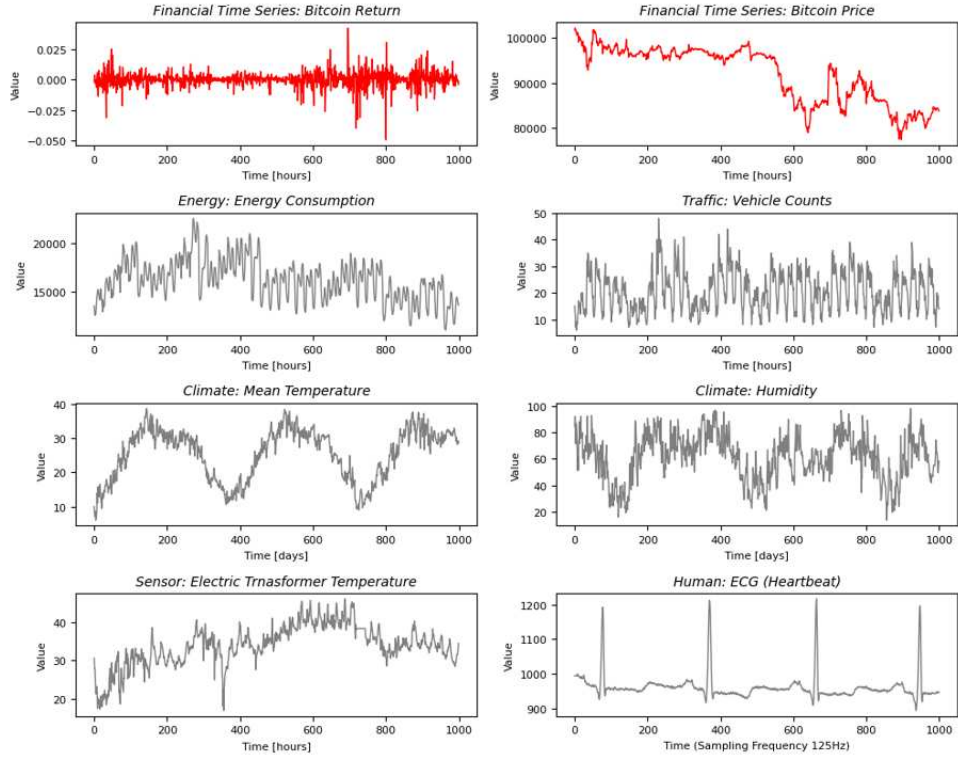 Financial Time Series: Bitcoin Return
Value
0.025
0.000
−0.025
−0.050
0 200 400 600 800 1000
Time [hours]
Financial Time Series: Bitcoin Price
Value
100000
90000
80000
0 200 400 600 800 1000
Time [hours]
Energy: Energy Consumption
Value
20000
15000
0 200 400 600 800 1000
Time [hours]
Traffic: Vehicle Counts
Value
50
40
30
20
10
0 200 400 600 800 1000
Time [hours]
Climate: Mean Temperature
Value
40
30
20
10
0 200 400 600 800 1000
Time [days]
Climate: Humidity
Value
100
80
60
40
20
0 200 400 600 800 1000
Time [days]
Sensor: Electric Trnasformer Temperature
Value
40
30
20
0 200 400 600 800 1000
Time [hours]
Human: ECG (Heartbeat)
Value
1200
1100
1000
900
0 200 400 600 800 1000
Time (Sampling Frequency 125Hz)